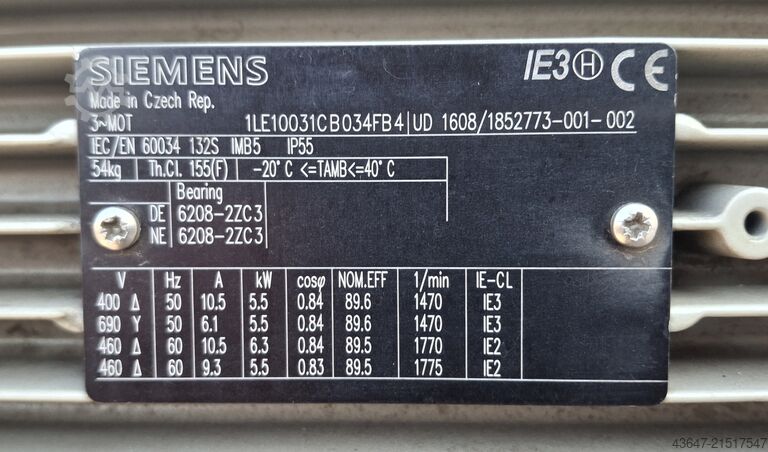 SIEMENS IE3 H CE
Made in Czech Rep.
3~MOT 1LE10031CB034FB4 UD 1608/1852773-001-002
IEC/EN 60034 132S IMB5 IP55
54kg Th.Cl. 155(F) -20°C <=TAMB<=40°C
Bearing
DE 6208-2ZC3
NE 6208-2ZC3
V Hz A kW cosφ NOM.EFF 1/min IE-CL
400 Δ 50 10.5 5.5 0.84 89.6 1470 IE3
690 Y 50 6.1 5.5 0.84 89.6 1470 IE3
460 Δ 60 10.5 6.3 0.84 89.5 1770 IE2
460 Δ 60 9.3 5.5 0.83 89.5 1775 IE2
43647-21517547